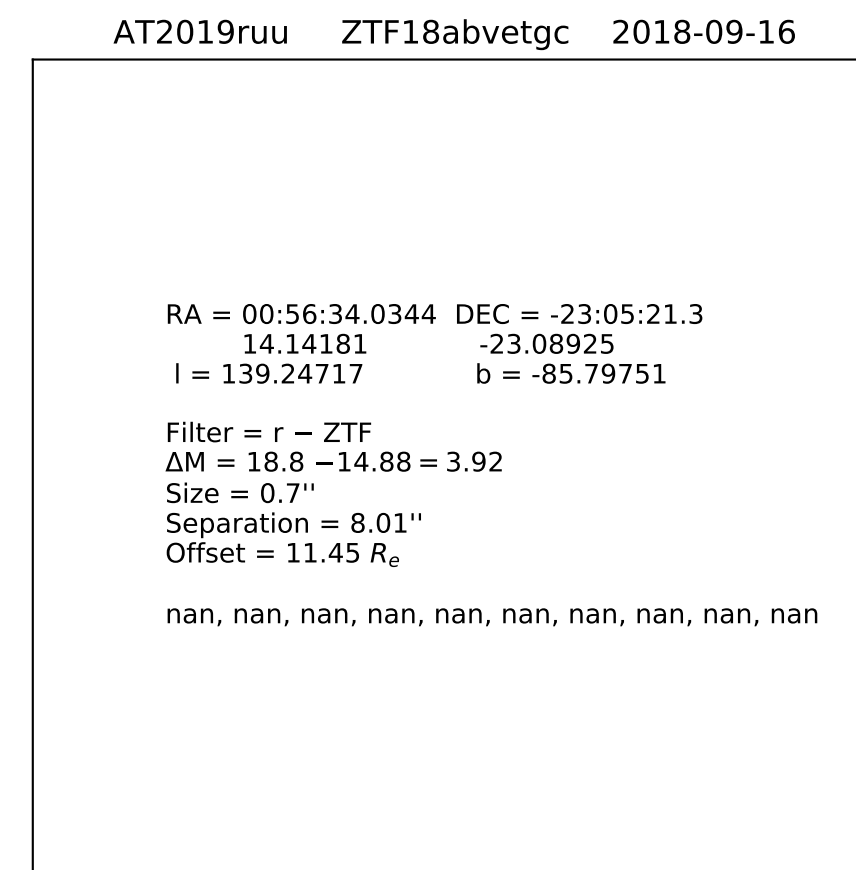 AT2019ruu ZTF18abvetgc 2018-09-16
RA = 00:56:34.0344 DEC = -23:05:21.3
14.14181 -23.08925
l = 139.24717 b = -85.79751
Filter = r − ZTF
ΔM = 18.8 −14.88 = 3.92
Size = 0.7''
Separation = 8.01''
Offset = 11.45 Re
nan, nan, nan, nan, nan, nan, nan, nan, nan, nan